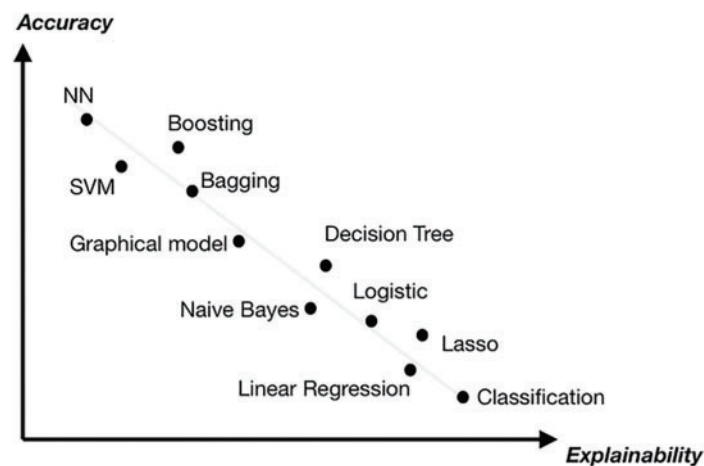 Accuracy
NN
Boosting
SVM
Bagging
Graphical model
Decision Tree
Naive Bayes
Logistic
Lasso
Linear Regression
Classification
Explainability